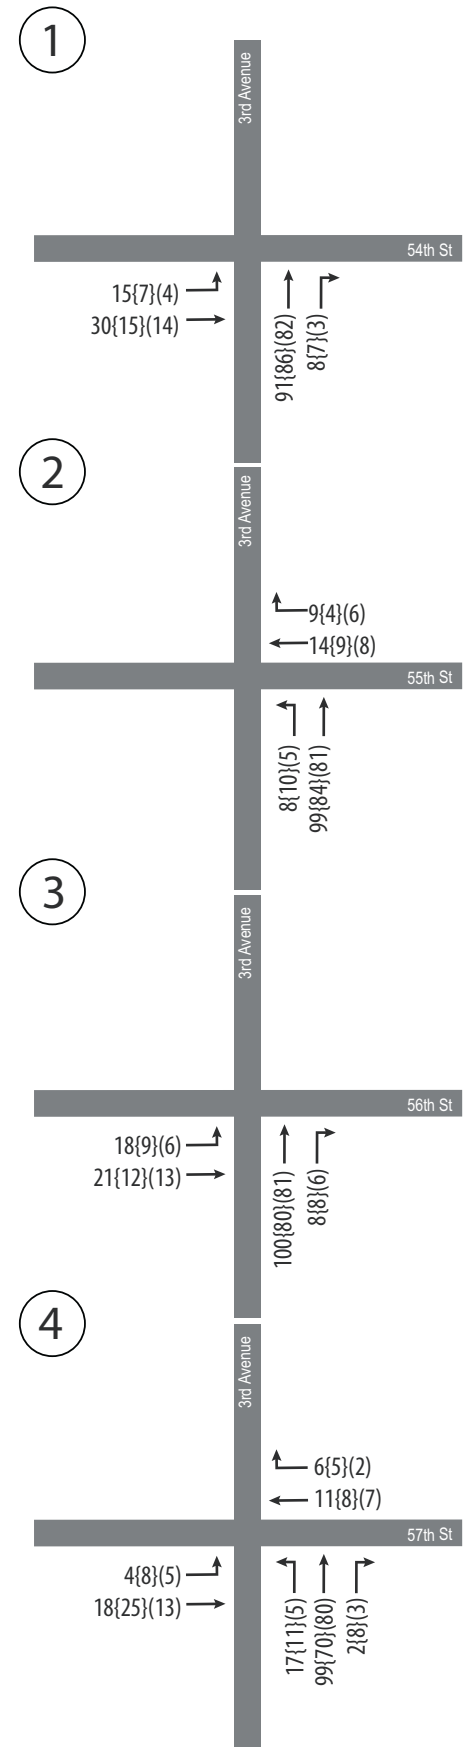 1
3rd Avenue
54th St
15{7}(4)
30{15}(14)
91{86}(82)
8{7}(3)
2
3rd Avenue
9{4}(6)
14{9}(8)
55th St
8{10}(5)
99{84}(81)
3
3rd Avenue
56th St
18{9}(6)
21{12}(13)
100{80}(81)
8{8}(6)
4
3rd Avenue
6{5}(2)
11{8}(7)
57th St
4{8}(5)
18{25}(13)
17{11}(5)
99{70}(80)
2{8}(3)